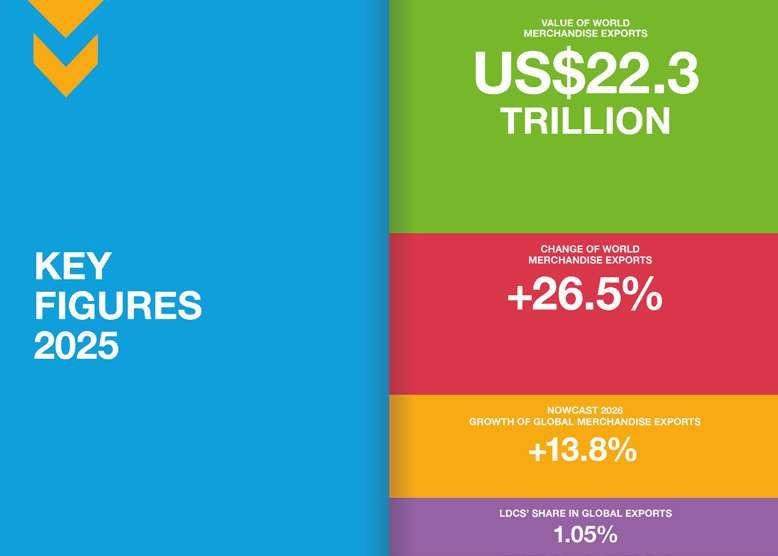 KEY
FIGURES
2025
VALUE OF WORLD
MERCHANDISE EXPORTS
US$22.3
TRILLION
CHANGE OF WORLD
MERCHANDISE EXPORTS
+26.5%
NOWCAST 2026
GROWTH OF GLOBAL MERCHANDISE EXPORTS
+13.8%
LDCS' SHARE IN GLOBAL EXPORTS
1.05%